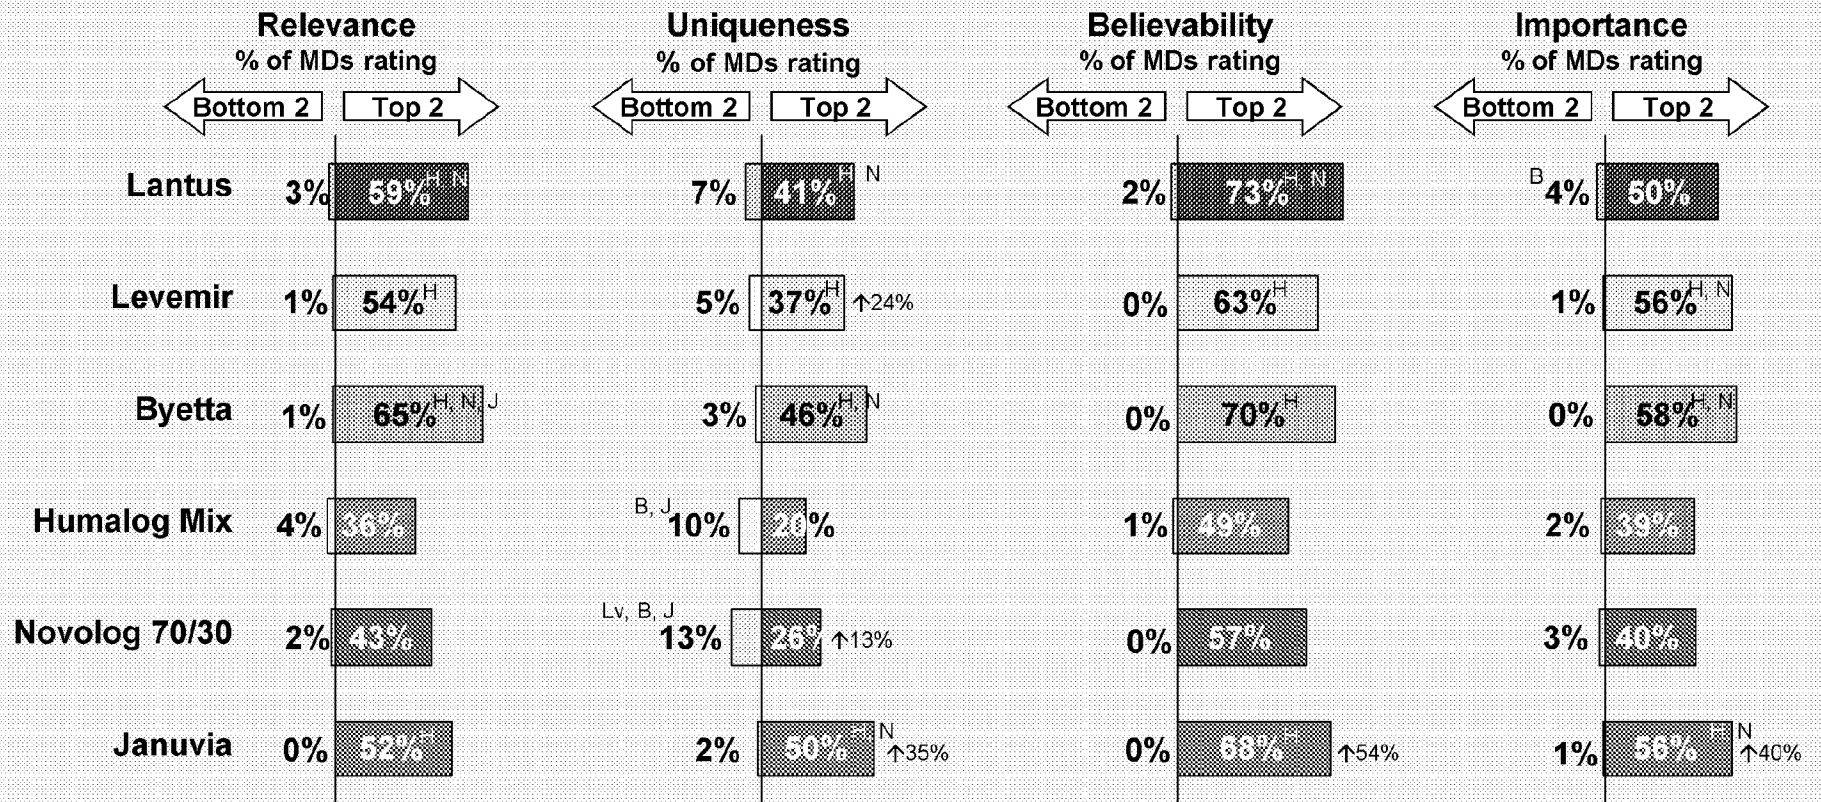 Relevance Uniqueness Believability Importance
% of MDs rating % of MDs rating % of MDs rating % of MDs rating
Bottom 2 Top 2 Bottom 2 Top 2 Bottom 2 Top 2 Bottom 2 Top 2
Lantus 3% 59% H, N 7% 41% H, N 2% 73% H, N B 4% 50%
Levemir 1% 54% H 5% 37% H ↑24% 0% 63% H 1% 56% H, N
Byetta 1% 65% H, N, J 3% 46% H, N 0% 70% H 0% 58% H, N
Humalog Mix 4% 36% B, J 10% 20% 1% 49% 2% 39%
Novolog 70/30 2% 43% Lv, B, J 13% 26% ↑13% 0% 57% 3% 40%
Januvia 0% 52% H 2% 50% H, N ↑35% 0% 68% H ↑54% 1% 56% H, N ↑40%